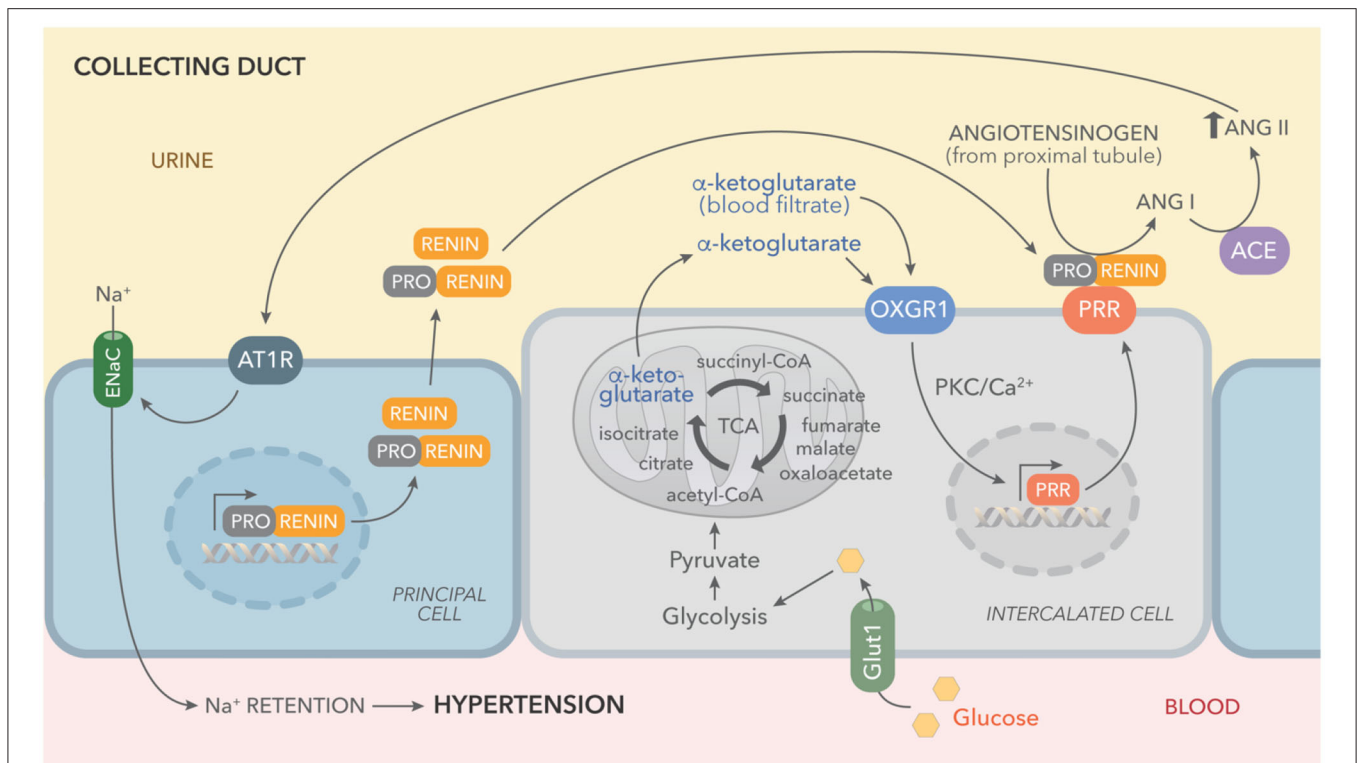 COLLECTING DUCT
URINE
ANGIOTENSINOGEN
(from proximal tubule)
ANG II
ANG I
ACE
α-ketoglutarate
(blood filtrate)
α-ketoglutarate
RENIN
PRO RENIN
PRO RENIN
PRR
OXGR1
Na⁺
ENaC
AT1R
RENIN
PRO RENIN
PRO RENIN
PRINCIPAL
CELL
α-keto-
glutarate
succinyl-CoA
succinate
fumarate
malate
oxaloacetate
acetyl-CoA
citrate
isocitrate
TCA
PKC/Ca²⁺
PRR
Pyruvate
Glycolysis
INTERCALATED CELL
Glut1
Glucose
Na⁺ RETENTION
HYPERTENSION
BLOOD